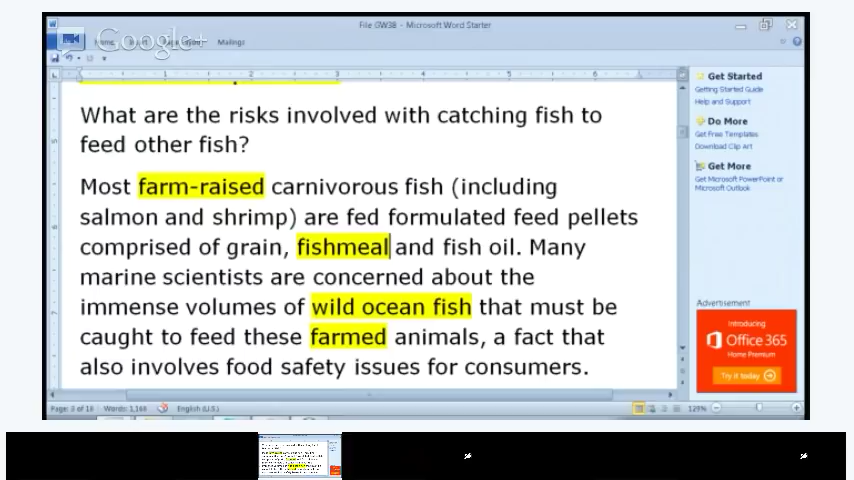 File GW38 - Microsoft Word Starter
Google+
Home Insert Page Layout Mailings
What are the risks involved with catching fish to
feed other fish?
Most farm-raised carnivorous fish (including
salmon and shrimp) are fed formulated feed pellets
comprised of grain, fishmeal and fish oil. Many
marine scientists are concerned about the
immense volumes of wild ocean fish that must be
caught to feed these farmed animals, a fact that
also involves food safety issues for consumers.
Get Started
Getting Started Guide
Help and Support
Do More
Get Free Templates
Download Clip Art
Get More
Get Microsoft PowerPoint or
Microsoft Outlook
Advertisement
Introducing
Office 365
Home Premium
Try it today
Words: 1,168 English (U.S.) 129%